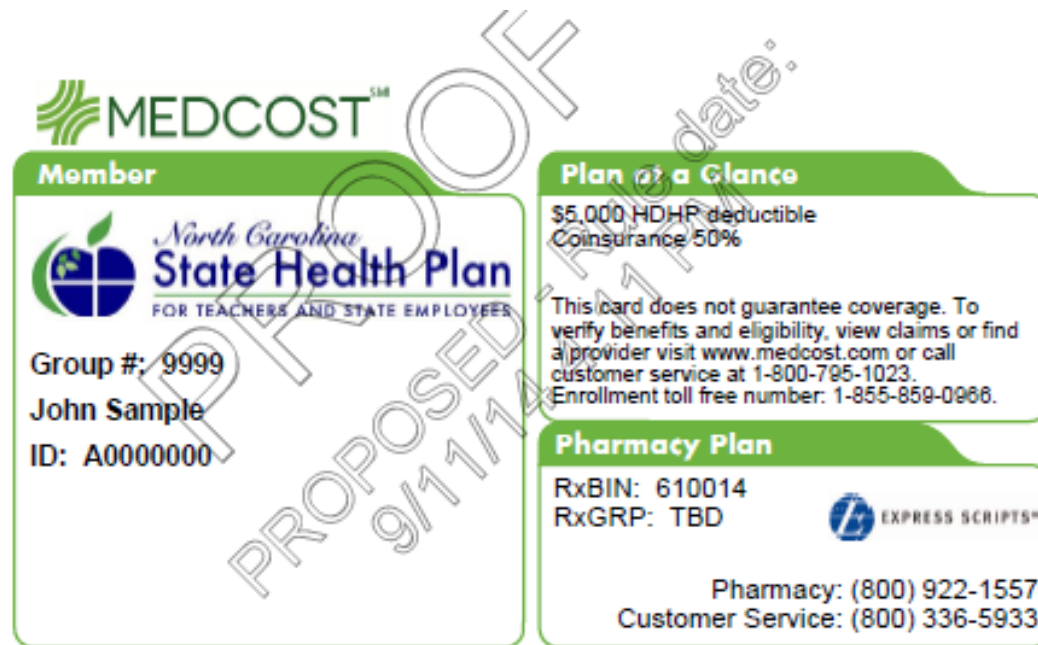 MEDCOST℠
Member
North Carolina
State Health Plan
FOR TEACHERS AND STATE EMPLOYEES
Group #: 9999
John Sample
ID: A0000000
Plan at a Glance
$5,000 HDHP deductible
Coinsurance 50%
This card does not guarantee coverage. To
verify benefits and eligibility, view claims or find
a provider visit www.medcost.com or call
customer service at 1-800-795-1023.
Enrollment toll free number: 1-855-859-0966.
Pharmacy Plan
RxBIN: 610014
RxGRP: TBD
EXPRESS SCRIPTS®
Pharmacy: (800) 922-1557
Customer Service: (800) 336-5933
PROOF
PROPOSED - Rule date:
9/11/14 4:11 PM